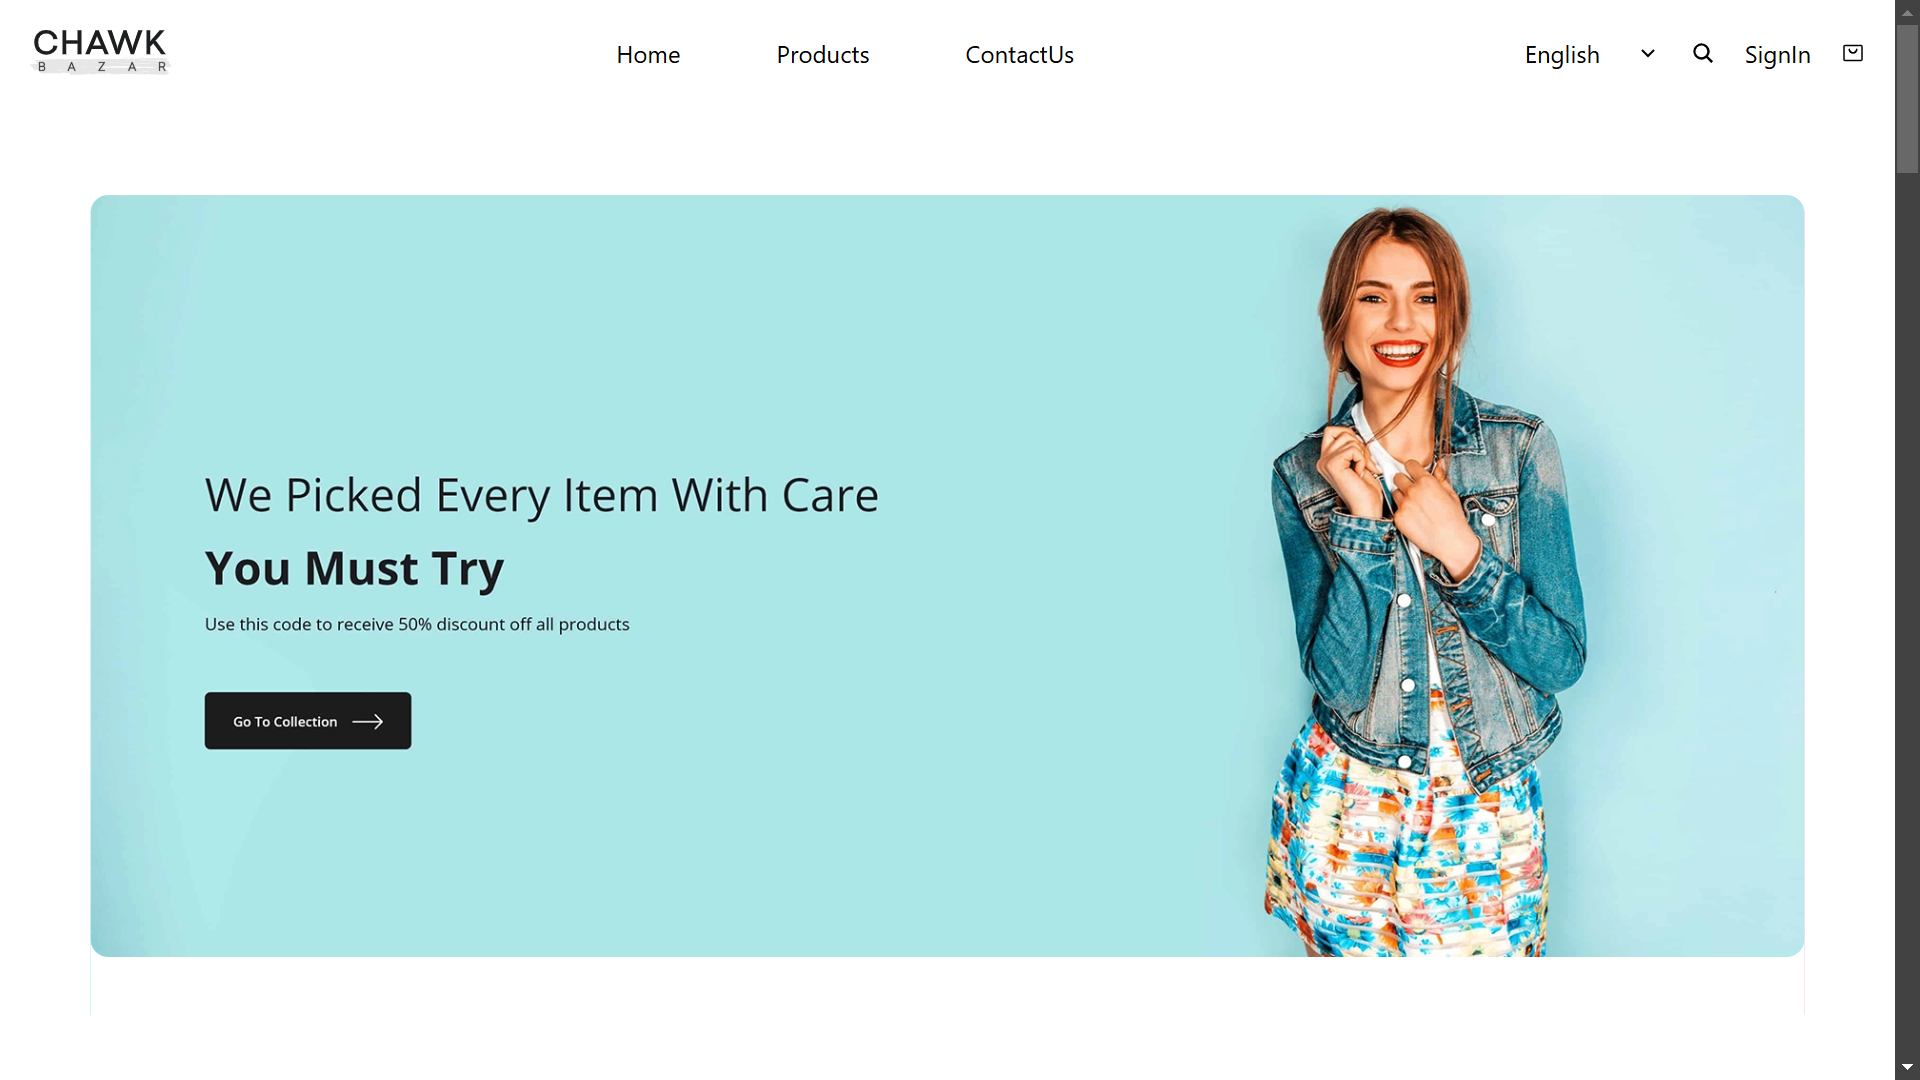 CHAWK
BAZAR
Home
Products
ContactUs
English
SignIn
We Picked Every Item With Care
You Must Try
Use this code to receive 50% discount off all products
Go To Collection